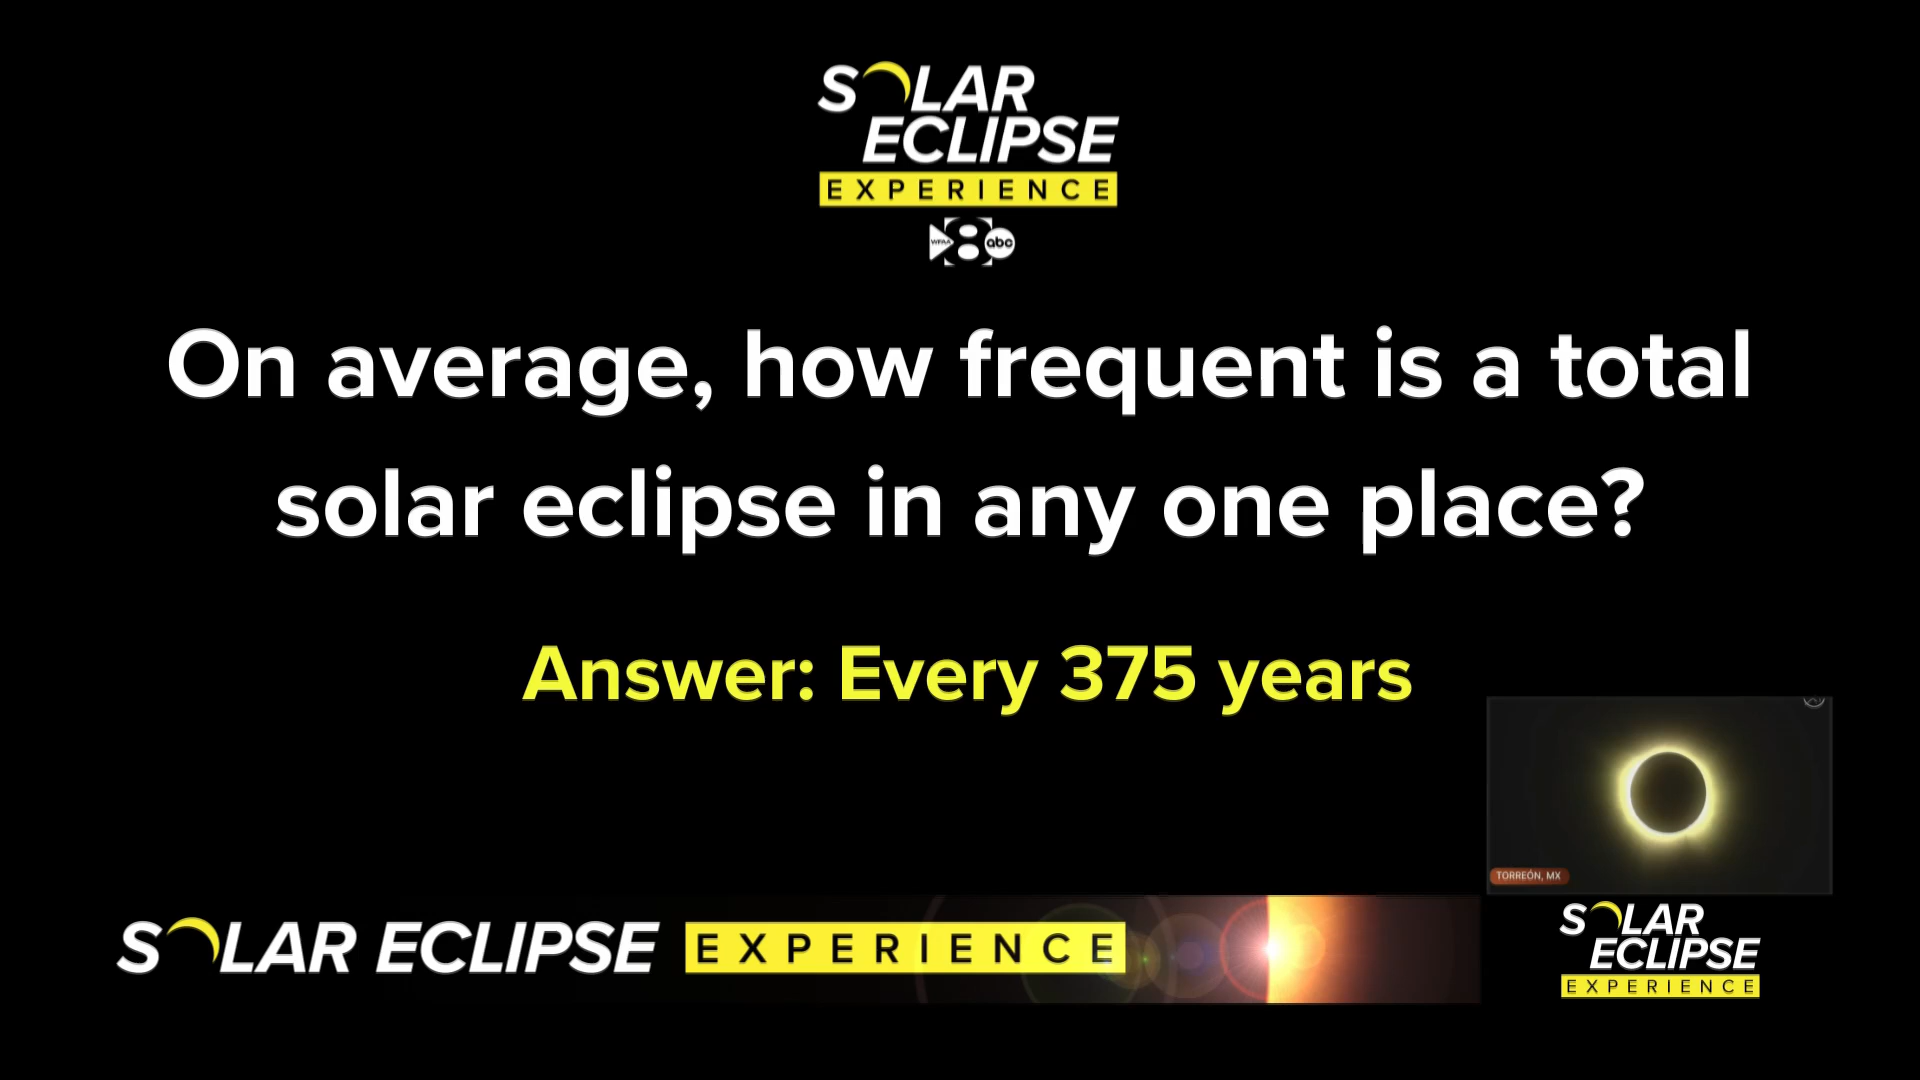 SOLAR
ECLIPSE
EXPERIENCE
WFAA 8 abc
On average, how frequent is a total
solar eclipse in any one place?
Answer: Every 375 years
TORREÓN, MX
SOLAR ECLIPSE EXPERIENCE
SOLAR
ECLIPSE
EXPERIENCE